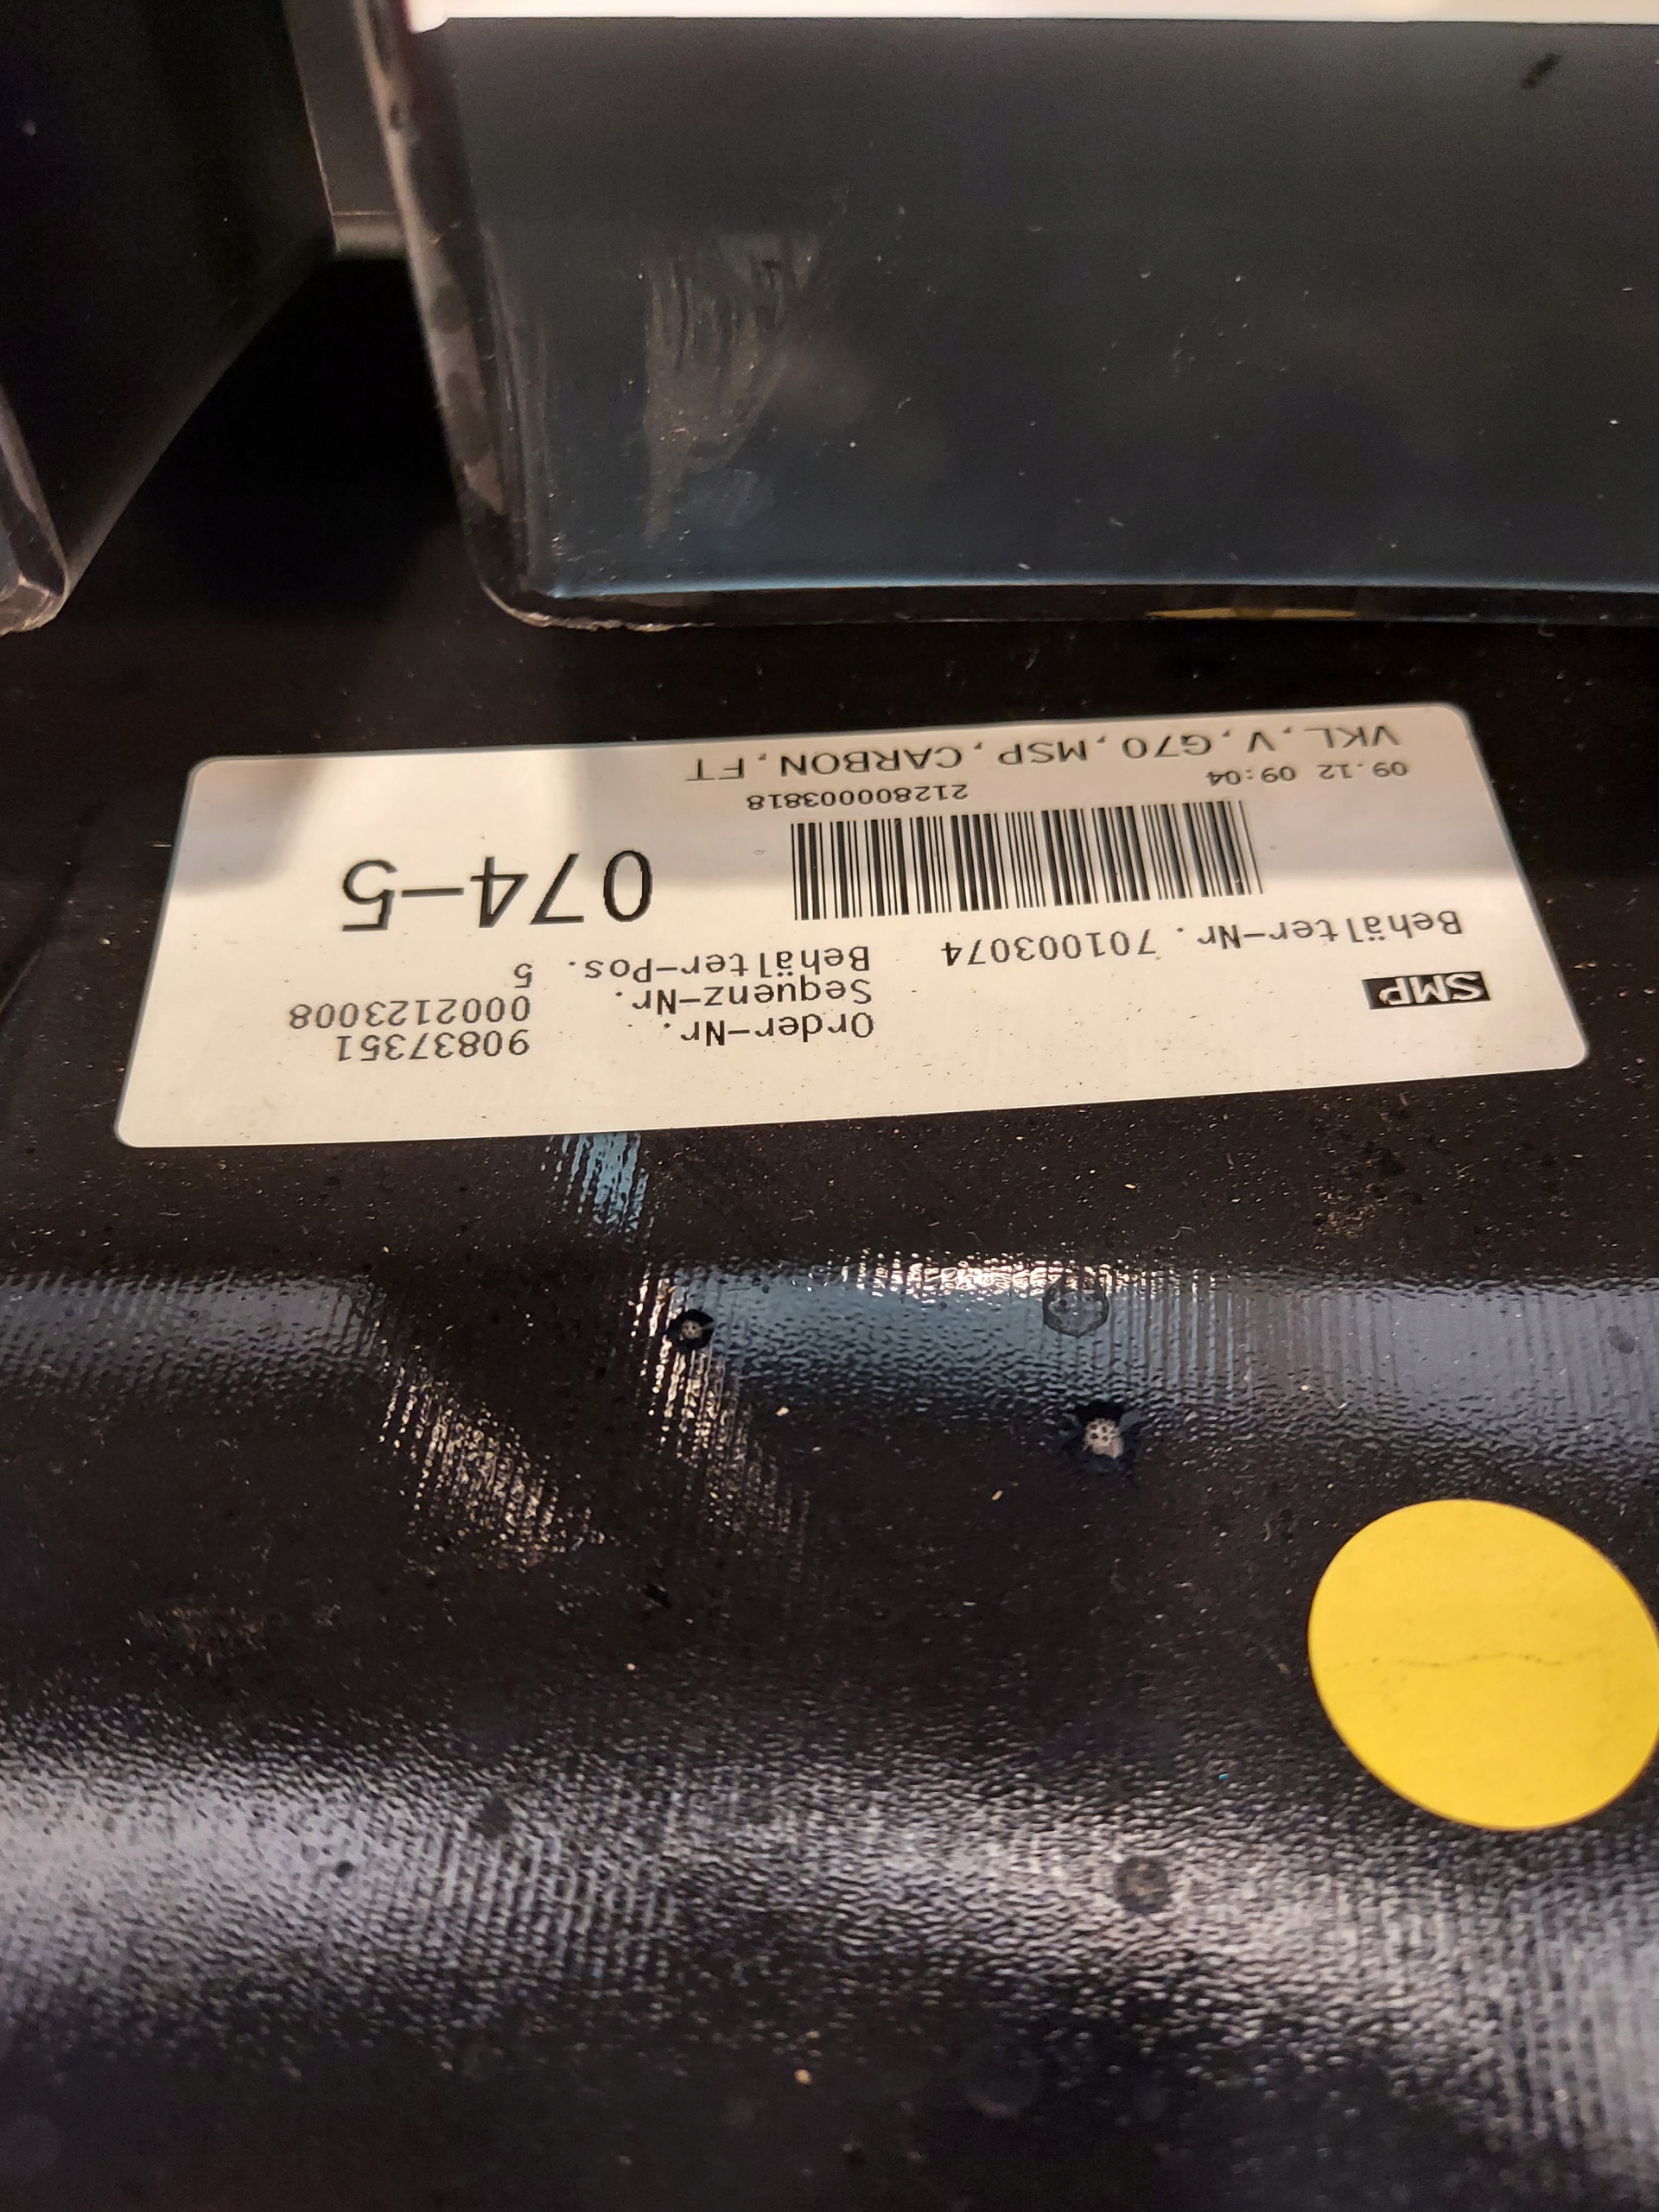 Order-Nr. 90837351
Sequenz-Nr. 0002123008
SMP
Behälter-Pos. 5
Behälter-Nr. 701003074
074-5
212800003818
09.12 09:04
VKL,V,G70,MSP,CARBON,FT